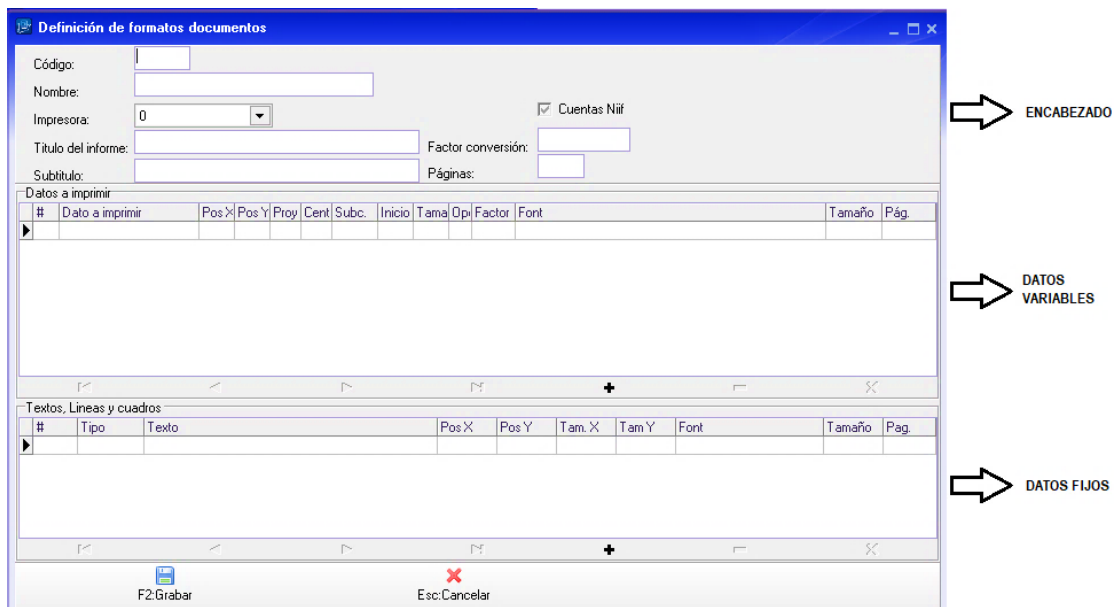 Definición de formatos documentos
Código:
Nombre:
Impresora: 0
Cuentas Niif
Título del informe:
Factor conversión:
Subtitulo:
Páginas:
ENCABEZADO
Datos a imprimir
# Dato a imprimir Pos X Pos Y Proy Cent Subc. Inicio Tama Op Factor Font Tamaño Pág.
DATOS
VARIABLES
Textos, Lineas y cuadros
# Tipo Texto Pos X Pos Y Tam. X Tam Y Font Tamaño Pag.
DATOS FIJOS
F2:Grabar
Esc:Cancelar